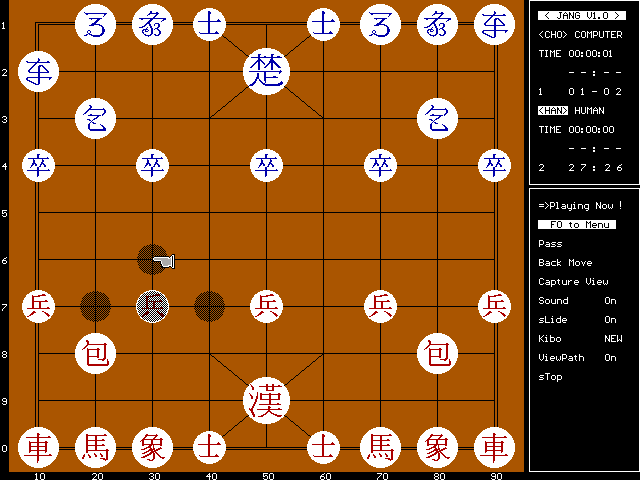 1 士 士
2 楚
3
4 卒 卒 卒 卒 卒
5
6
7 兵 兵 兵 兵 兵
8 包 包
9 漢
0 車 馬 象 士 士 馬 象 車
10 20 30 40 50 60 70 80 90
< JANG V1.0 >
<CHO> COMPUTER
TIME 00:00:01
--:--
1 01-02
<HAN> HUMAN
TIME 00:00:00
--:--
2 27:26
=>Playing Now !
F0 to Menu
Pass
Back Move
Capture View
Sound On
sLide On
Kibo NEW
ViewPath On
sTop